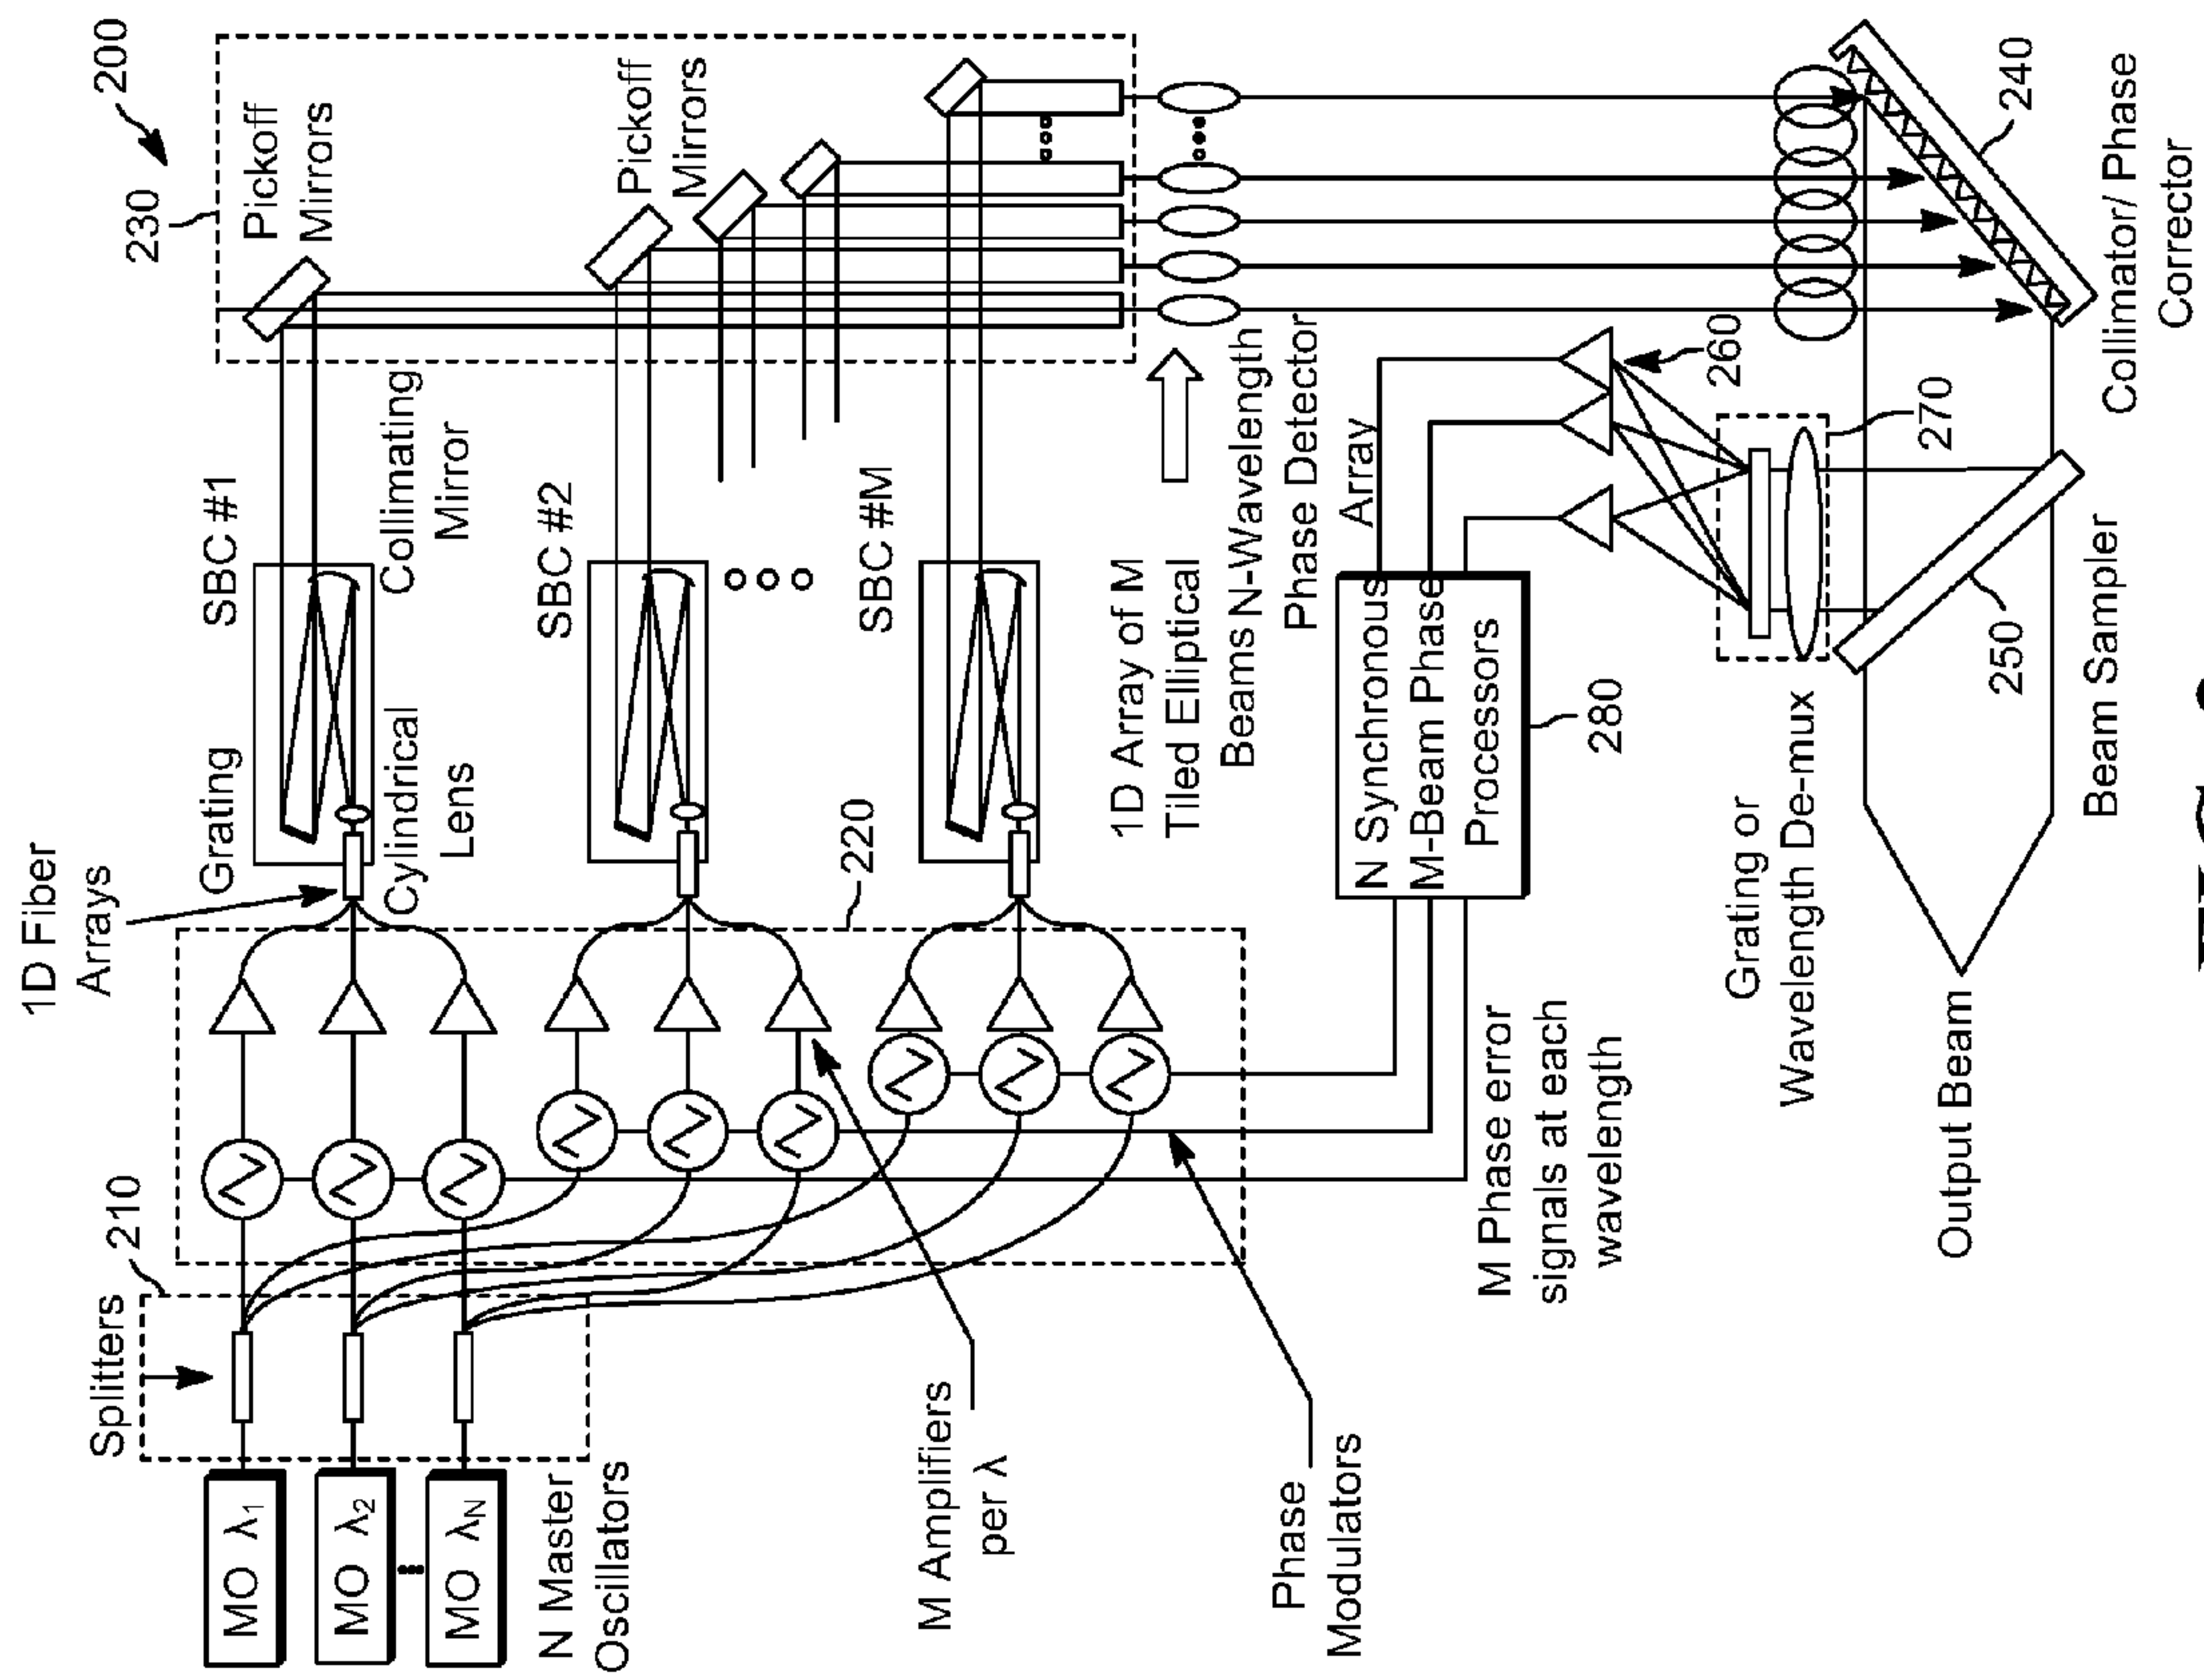 200
230
Pickoff
Mirrors
Pickoff
Mirrors
SBC #1
Collimating
Mirror
SBC #2
SBC #M
Grating
Cylindrical
Lens
1D Fiber
Arrays
220
210
Splitters
MO λ1
MO λ2
MO λN
N Master
Oscillators
M Amplifiers
per λ
Phase
Modulators
1D Array of M
Tiled Elliptical
Beams N-Wavelength
Phase Detector
Array
N Synchronous
M-Beam Phase
Processors
280
M Phase error
signals at each
wavelength
260
270
Grating or
Wavelength De-mux
240
Collimator/ Phase
Corrector
250
Beam Sampler
Output Beam